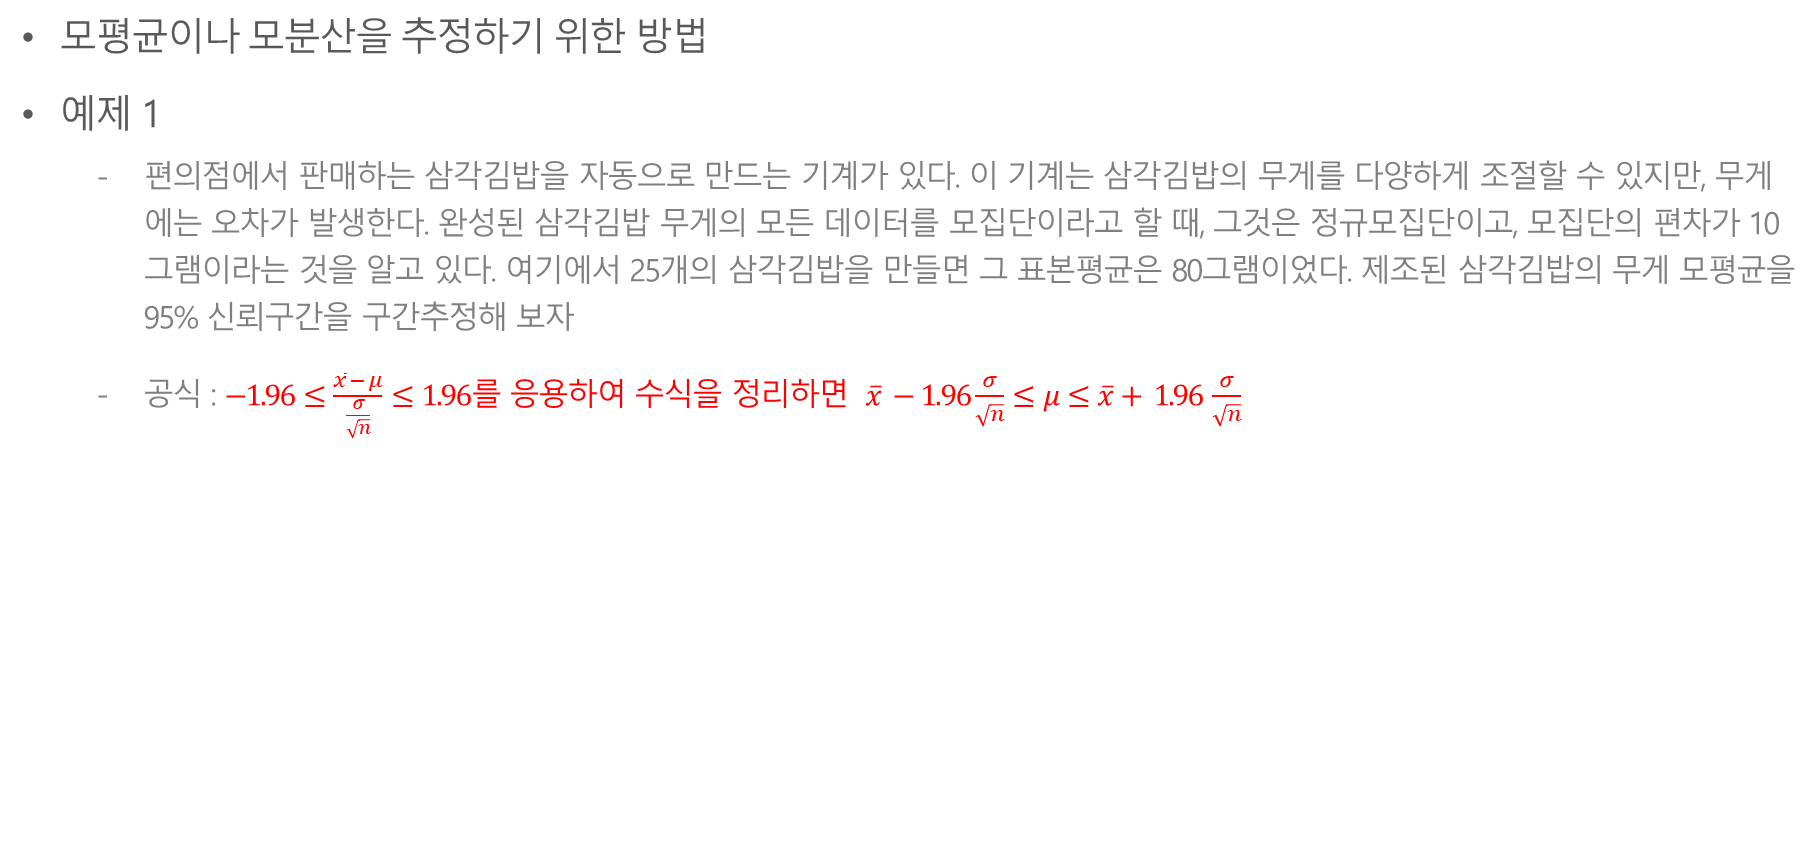 • 모평균이나 모분산을 추정하기 위한 방법
• 예제 1
- 편의점에서 판매하는 삼각김밥을 자동으로 만드는 기계가 있다. 이 기계는 삼각김밥의 무게를 다양하게 조절할 수 있지만, 무게
에는 오차가 발생한다. 완성된 삼각김밥 무게의 모든 데이터를 모집단이라고 할 때, 그것은 정규모집단이고, 모집단의 편차가 10
그램이라는 것을 알고 있다. 여기에서 25개의 삼각김밥을 만들면 그 표본평균은 80그램이었다. 제조된 삼각김밥의 무게 모평균을
95% 신뢰구간을 구간추정해 보자
- 공식 : −1.96 ≤ (x̄−μ)/(σ/√n) ≤ 1.96를 응용하여 수식을 정리하면 x̄ − 1.96 σ/√n ≤ μ ≤ x̄ + 1.96 σ/√n